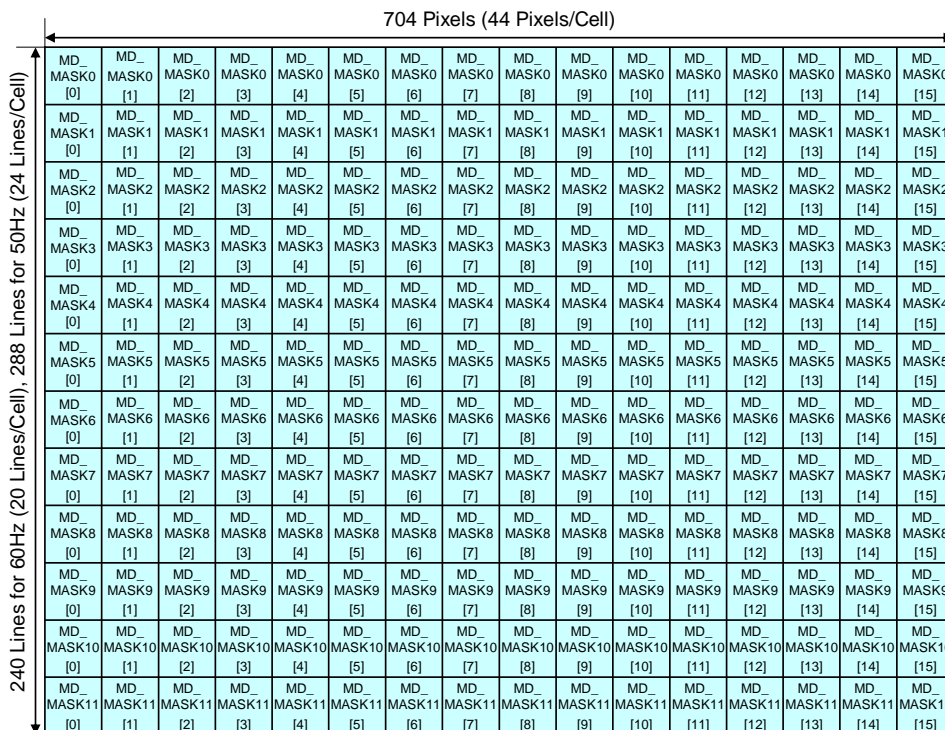 704 Pixels (44 Pixels/Cell)
240 Lines for 60Hz (20 Lines/Cell), 288 Lines for 50Hz (24 Lines/Cell)
MD_ MD_ MD_ MD_ MD_ MD_ MD_ MD_ MD_ MD_ MD_ MD_ MD_ MD_ MD_ MD_
MASK0 MASK0 MASK0 MASK0 MASK0 MASK0 MASK0 MASK0 MASK0 MASK0 MASK0 MASK0 MASK0 MASK0 MASK0 MASK0
[0] [1] [2] [3] [4] [5] [6] [7] [8] [9] [10] [11] [12] [13] [14] [15]
MD_ MD_ MD_ MD_ MD_ MD_ MD_ MD_ MD_ MD_ MD_ MD_ MD_ MD_ MD_ MD_
MASK1 MASK1 MASK1 MASK1 MASK1 MASK1 MASK1 MASK1 MASK1 MASK1 MASK1 MASK1 MASK1 MASK1 MASK1 MASK1
[0] [1] [2] [3] [4] [5] [6] [7] [8] [9] [10] [11] [12] [13] [14] [15]
MD_ MD_ MD_ MD_ MD_ MD_ MD_ MD_ MD_ MD_ MD_ MD_ MD_ MD_ MD_ MD_
MASK2 MASK2 MASK2 MASK2 MASK2 MASK2 MASK2 MASK2 MASK2 MASK2 MASK2 MASK2 MASK2 MASK2 MASK2 MASK2
[0] [1] [2] [3] [4] [5] [6] [7] [8] [9] [10] [11] [12] [13] [14] [15]
MD_ MD_ MD_ MD_ MD_ MD_ MD_ MD_ MD_ MD_ MD_ MD_ MD_ MD_ MD_ MD_
MASK3 MASK3 MASK3 MASK3 MASK3 MASK3 MASK3 MASK3 MASK3 MASK3 MASK3 MASK3 MASK3 MASK3 MASK3 MASK3
[0] [1] [2] [3] [4] [5] [6] [7] [8] [9] [10] [11] [12] [13] [14] [15]
MD_ MD_ MD_ MD_ MD_ MD_ MD_ MD_ MD_ MD_ MD_ MD_ MD_ MD_ MD_ MD_
MASK4 MASK4 MASK4 MASK4 MASK4 MASK4 MASK4 MASK4 MASK4 MASK4 MASK4 MASK4 MASK4 MASK4 MASK4 MASK4
[0] [1] [2] [3] [4] [5] [6] [7] [8] [9] [10] [11] [12] [13] [14] [15]
MD_ MD_ MD_ MD_ MD_ MD_ MD_ MD_ MD_ MD_ MD_ MD_ MD_ MD_ MD_ MD_
MASK5 MASK5 MASK5 MASK5 MASK5 MASK5 MASK5 MASK5 MASK5 MASK5 MASK5 MASK5 MASK5 MASK5 MASK5 MASK5
[0] [1] [2] [3] [4] [5] [6] [7] [8] [9] [10] [11] [12] [13] [14] [15]
MD_ MD_ MD_ MD_ MD_ MD_ MD_ MD_ MD_ MD_ MD_ MD_ MD_ MD_ MD_ MD_
MASK6 MASK6 MASK6 MASK6 MASK6 MASK6 MASK6 MASK6 MASK6 MASK6 MASK6 MASK6 MASK6 MASK6 MASK6 MASK6
[0] [1] [2] [3] [4] [5] [6] [7] [8] [9] [10] [11] [12] [13] [14] [15]
MD_ MD_ MD_ MD_ MD_ MD_ MD_ MD_ MD_ MD_ MD_ MD_ MD_ MD_ MD_ MD_
MASK7 MASK7 MASK7 MASK7 MASK7 MASK7 MASK7 MASK7 MASK7 MASK7 MASK7 MASK7 MASK7 MASK7 MASK7 MASK7
[0] [1] [2] [3] [4] [5] [6] [7] [8] [9] [10] [11] [12] [13] [14] [15]
MD_ MD_ MD_ MD_ MD_ MD_ MD_ MD_ MD_ MD_ MD_ MD_ MD_ MD_ MD_ MD_
MASK8 MASK8 MASK8 MASK8 MASK8 MASK8 MASK8 MASK8 MASK8 MASK8 MASK8 MASK8 MASK8 MASK8 MASK8 MASK8
[0] [1] [2] [3] [4] [5] [6] [7] [8] [9] [10] [11] [12] [13] [14] [15]
MD_ MD_ MD_ MD_ MD_ MD_ MD_ MD_ MD_ MD_ MD_ MD_ MD_ MD_ MD_ MD_
MASK9 MASK9 MASK9 MASK9 MASK9 MASK9 MASK9 MASK9 MASK9 MASK9 MASK9 MASK9 MASK9 MASK9 MASK9 MASK9
[0] [1] [2] [3] [4] [5] [6] [7] [8] [9] [10] [11] [12] [13] [14] [15]
MD_ MD_ MD_ MD_ MD_ MD_ MD_ MD_ MD_ MD_ MD_ MD_ MD_ MD_ MD_ MD_
MASK10 MASK10 MASK10 MASK10 MASK10 MASK10 MASK10 MASK10 MASK10 MASK10 MASK10 MASK10 MASK10 MASK10 MASK10 MASK10
[0] [1] [2] [3] [4] [5] [6] [7] [8] [9] [10] [11] [12] [13] [14] [15]
MD_ MD_ MD_ MD_ MD_ MD_ MD_ MD_ MD_ MD_ MD_ MD_ MD_ MD_ MD_ MD_
MASK11 MASK11 MASK11 MASK11 MASK11 MASK11 MASK11 MASK11 MASK11 MASK11 MASK11 MASK11 MASK11 MASK11 MASK11 MASK1
[0] [1] [2] [3] [4] [5] [6] [7] [8] [9] [10] [11] [12] [13] [14] [15]